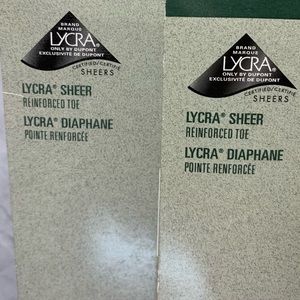 BRAND
MARQUE
LYCRA®
ONLY BY DUPONT
EXCLUSIVITÉ DE DUPONT
CERTIFIED/CERTIFIÉ
SHEERS
LYCRA® SHEER
REINFORCED TOE
LYCRA® DIAPHANE
POINTE RENFORCÉE
BRAND
MARQUE
LYCRA®
ONLY BY DUPONT
EXCLUSIVITÉ DE DUPONT
CERTIFIED/CERTIFIÉ
SHEERS
LYCRA® SHEER
REINFORCED TOE
LYCRA® DIAPHANE
POINTE RENFORCÉE